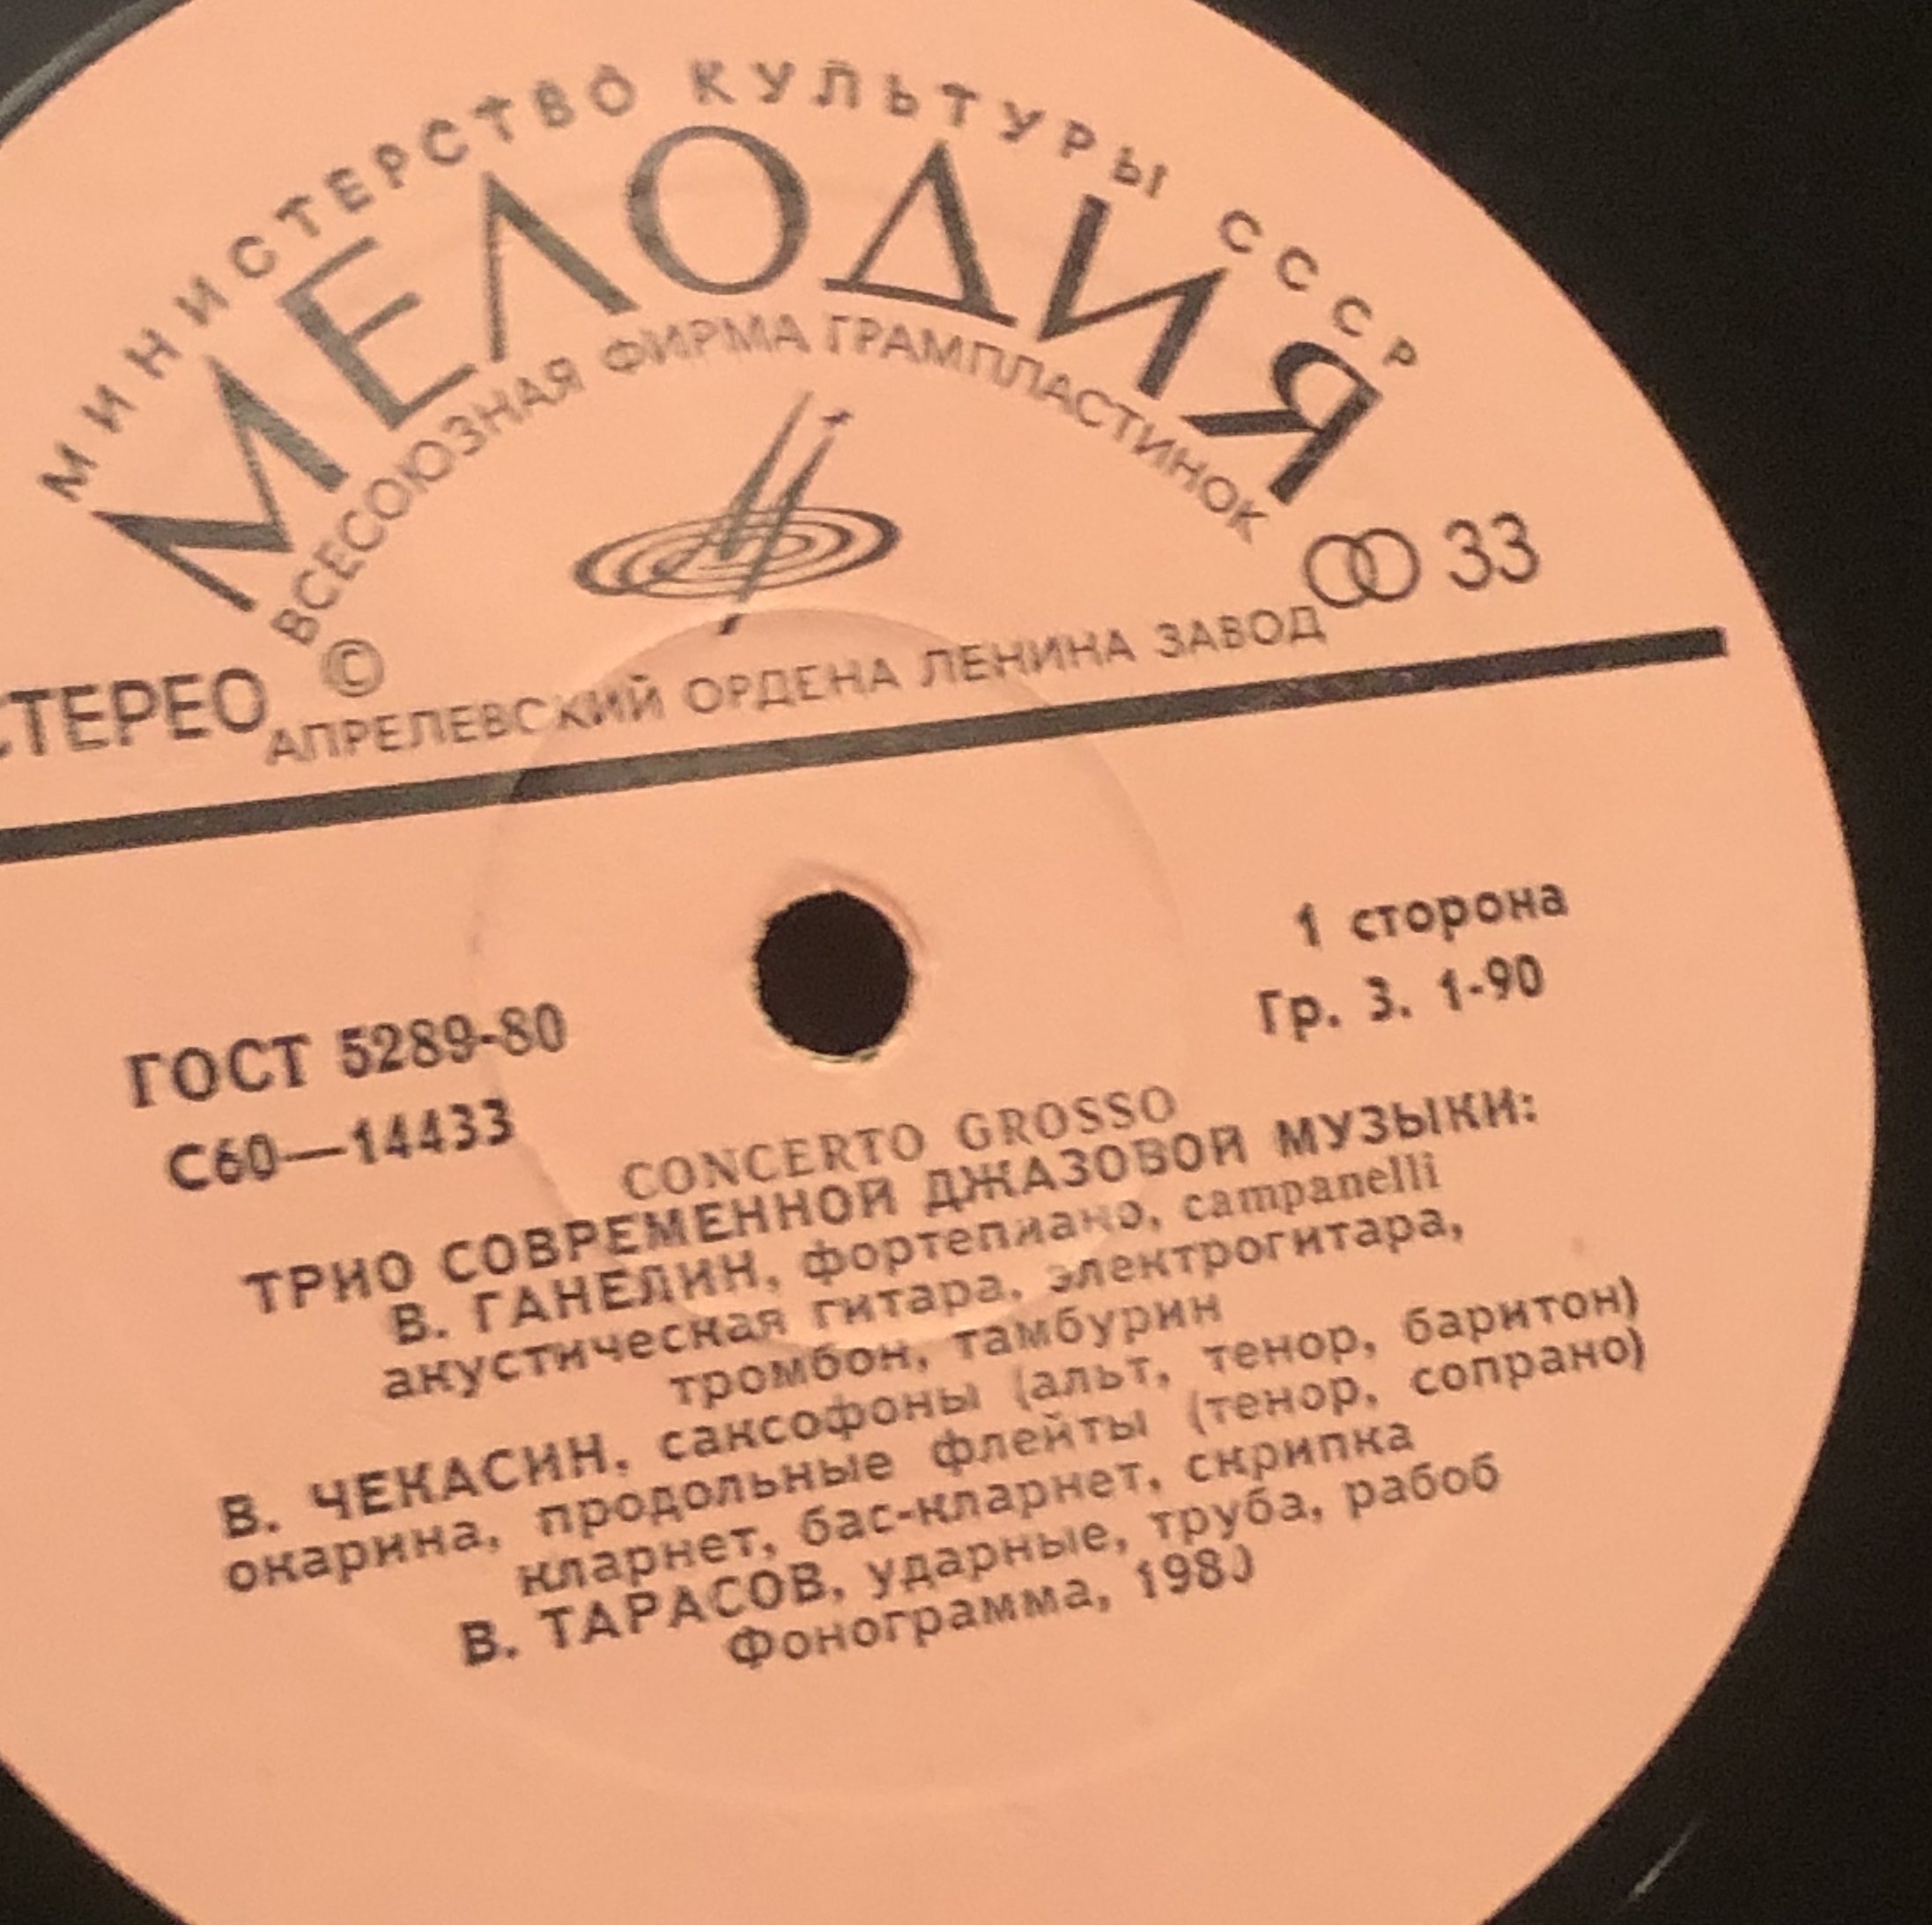 МИНИСТЕРСТВО КУЛЬТУРЫ СССР
МЕЛОДИЯ
ВСЕСОЮЗНАЯ ФИРМА ГРАМПЛАСТИНОК
СТЕРЕО © 33
АПРЕЛЕВСКИЙ ОРДЕНА ЛЕНИНА ЗАВОД
1 сторона
Гр. 3. 1-90
ГОСТ 5289-80
С60—14433
CONCERTO GROSSO
ТРИО СОВРЕМЕННОЙ ДЖАЗОВОЙ МУЗЫКИ:
В. ГАНЕЛИН, фортепиано, campanelli
акустическая гитара, электрогитара,
тромбон, тамбурин
В. ЧЕКАСИН, саксофоны (альт, тенор, баритон)
окарина, продольные флейты (тенор, сопрано)
кларнет, бас-кларнет, скрипка
В. ТАРАСОВ, ударные, труба, рабоб
Фонограмма, 1980